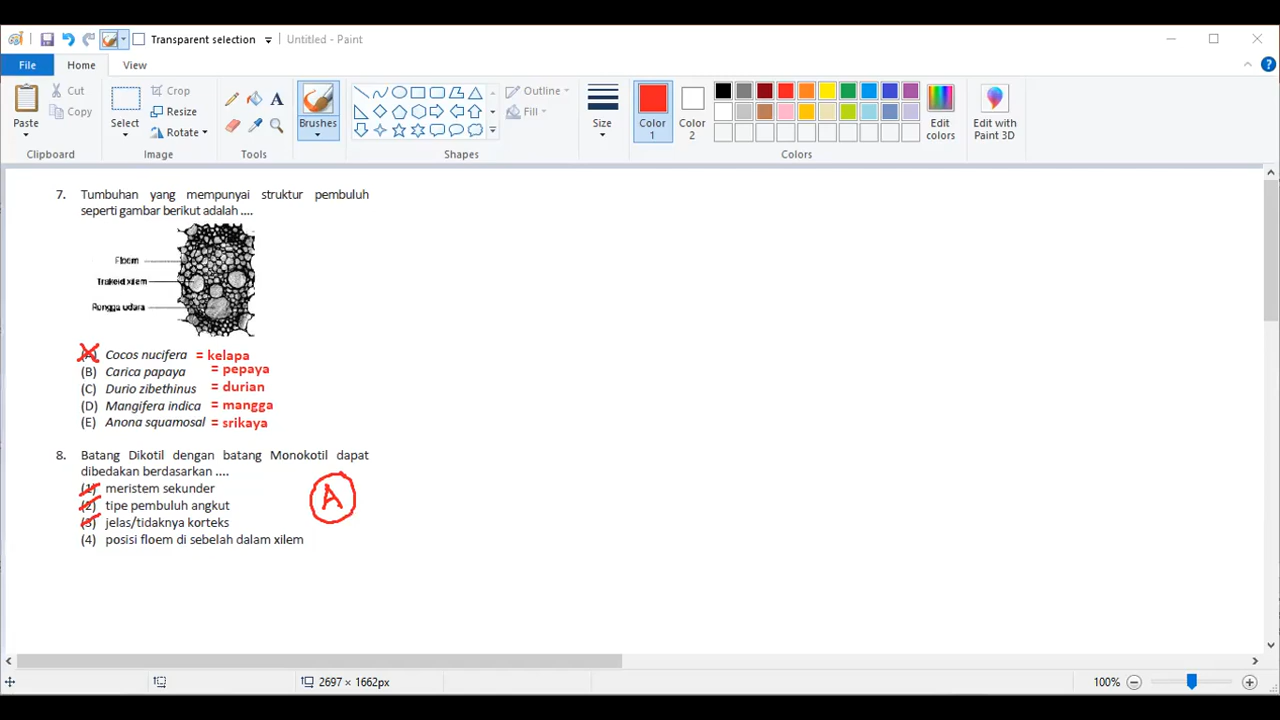 Transparent selection
Untitled - Paint
File
Home
View
Paste
Cut
Copy
Clipboard
Select
Crop
Resize
Rotate
Image
A
Tools
Brushes
Outline
Fill
Shapes
Size
Color 1
Color 2
Edit colors
Edit with Paint 3D
Colors
7. Tumbuhan yang mempunyai struktur pembuluh
seperti gambar berikut adalah ....
Floem
Trakeid xilem
Rongga udara
(A) Cocos nucifera = kelapa
(B) Carica papaya = pepaya
(C) Durio zibethinus = durian
(D) Mangifera indica = mangga
(E) Anona squamosal = srikaya
8. Batang Dikotil dengan batang Monokotil dapat
dibedakan berdasarkan ....
(1) meristem sekunder
(2) tipe pembuluh angkut
(3) jelas/tidaknya korteks
(4) posisi floem di sebelah dalam xilem
A
2697 × 1662px
100%